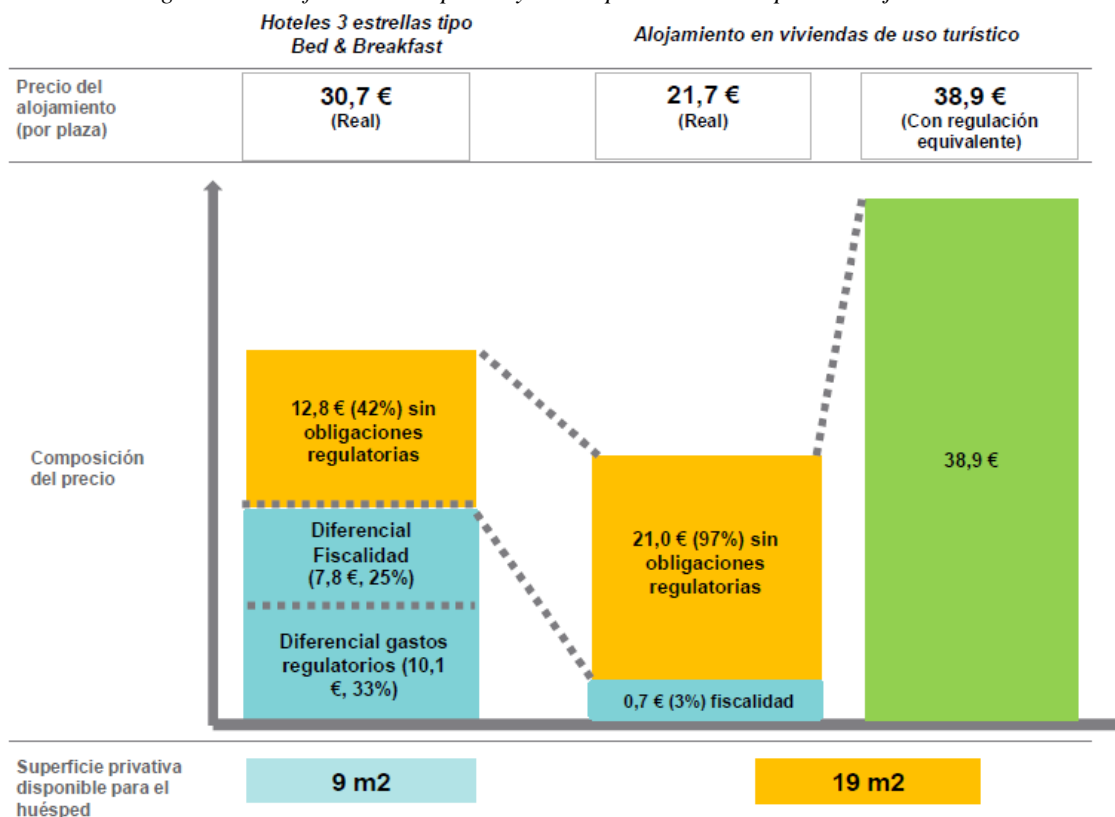 Hoteles 3 estrellas tipo
Bed & Breakfast
Alojamiento en viviendas de uso turístico
Precio del
alojamiento
(por plaza)
30,7 €
(Real)
21,7 €
(Real)
38,9 €
(Con regulación
equivalente)
Composición
del precio
12,8 € (42%) sin
obligaciones
regulatorias
Diferencial
Fiscalidad
(7,8 €, 25%)
Diferencial gastos
regulatorios (10,1
€, 33%)
21,0 € (97%) sin
obligaciones
regulatorias
0,7 € (3%) fiscalidad
38,9 €
Superficie privativa
disponible para el
huésped
9 m2
19 m2